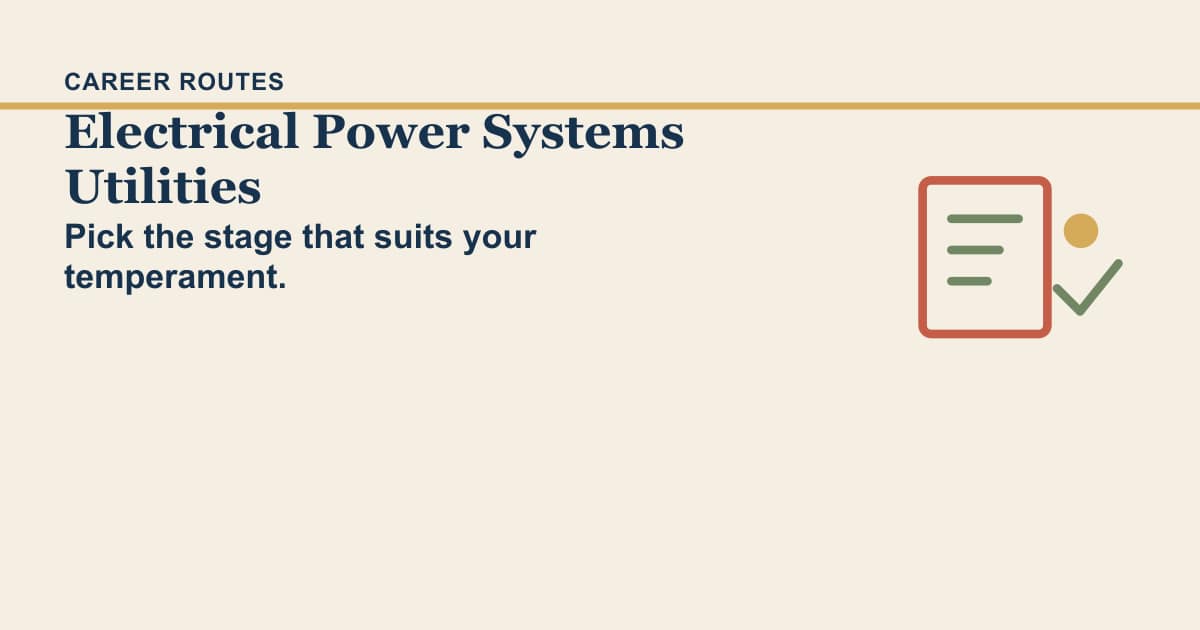 CAREER ROUTES
Electrical Power Systems
Utilities
Pick the stage that suits your
temperament.